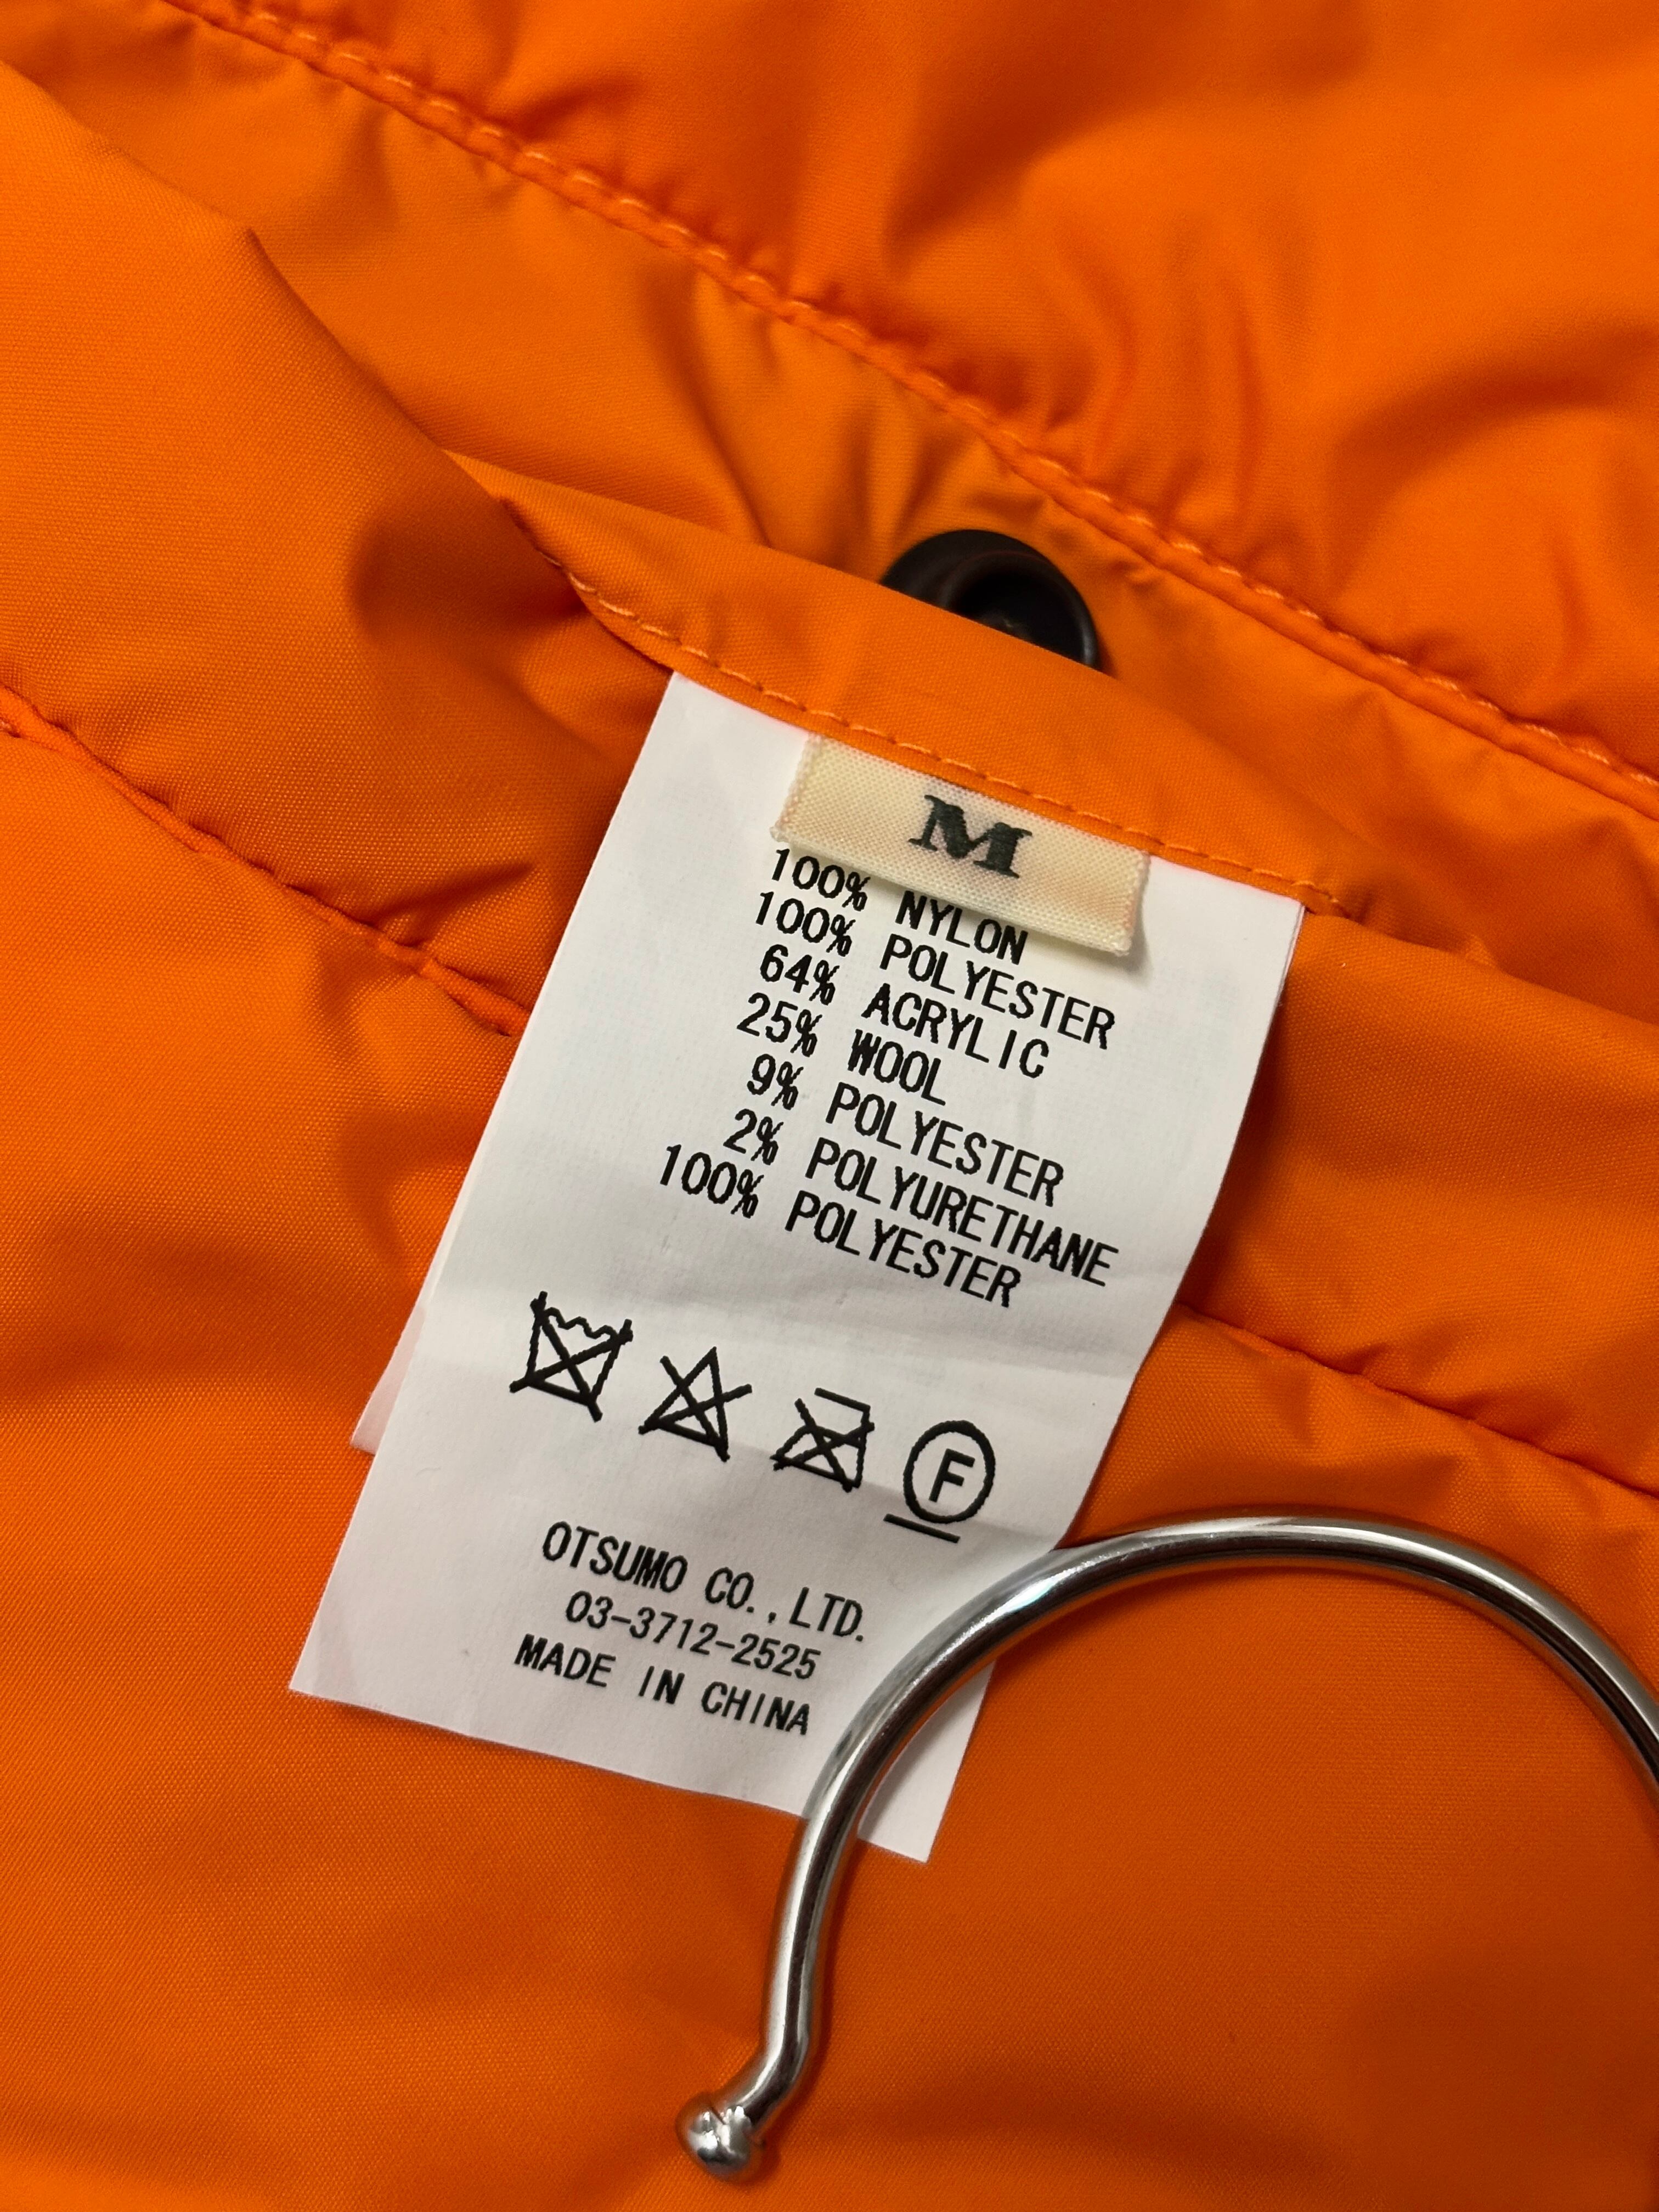 M
100% NYLON
100% POLYESTER
64% ACRYLIC
25% WOOL
9% POLYESTER
2% POLYURETHANE
100% POLYESTER
F
OTSUMO CO.,LTD.
03-3712-2525
MADE IN CHINA